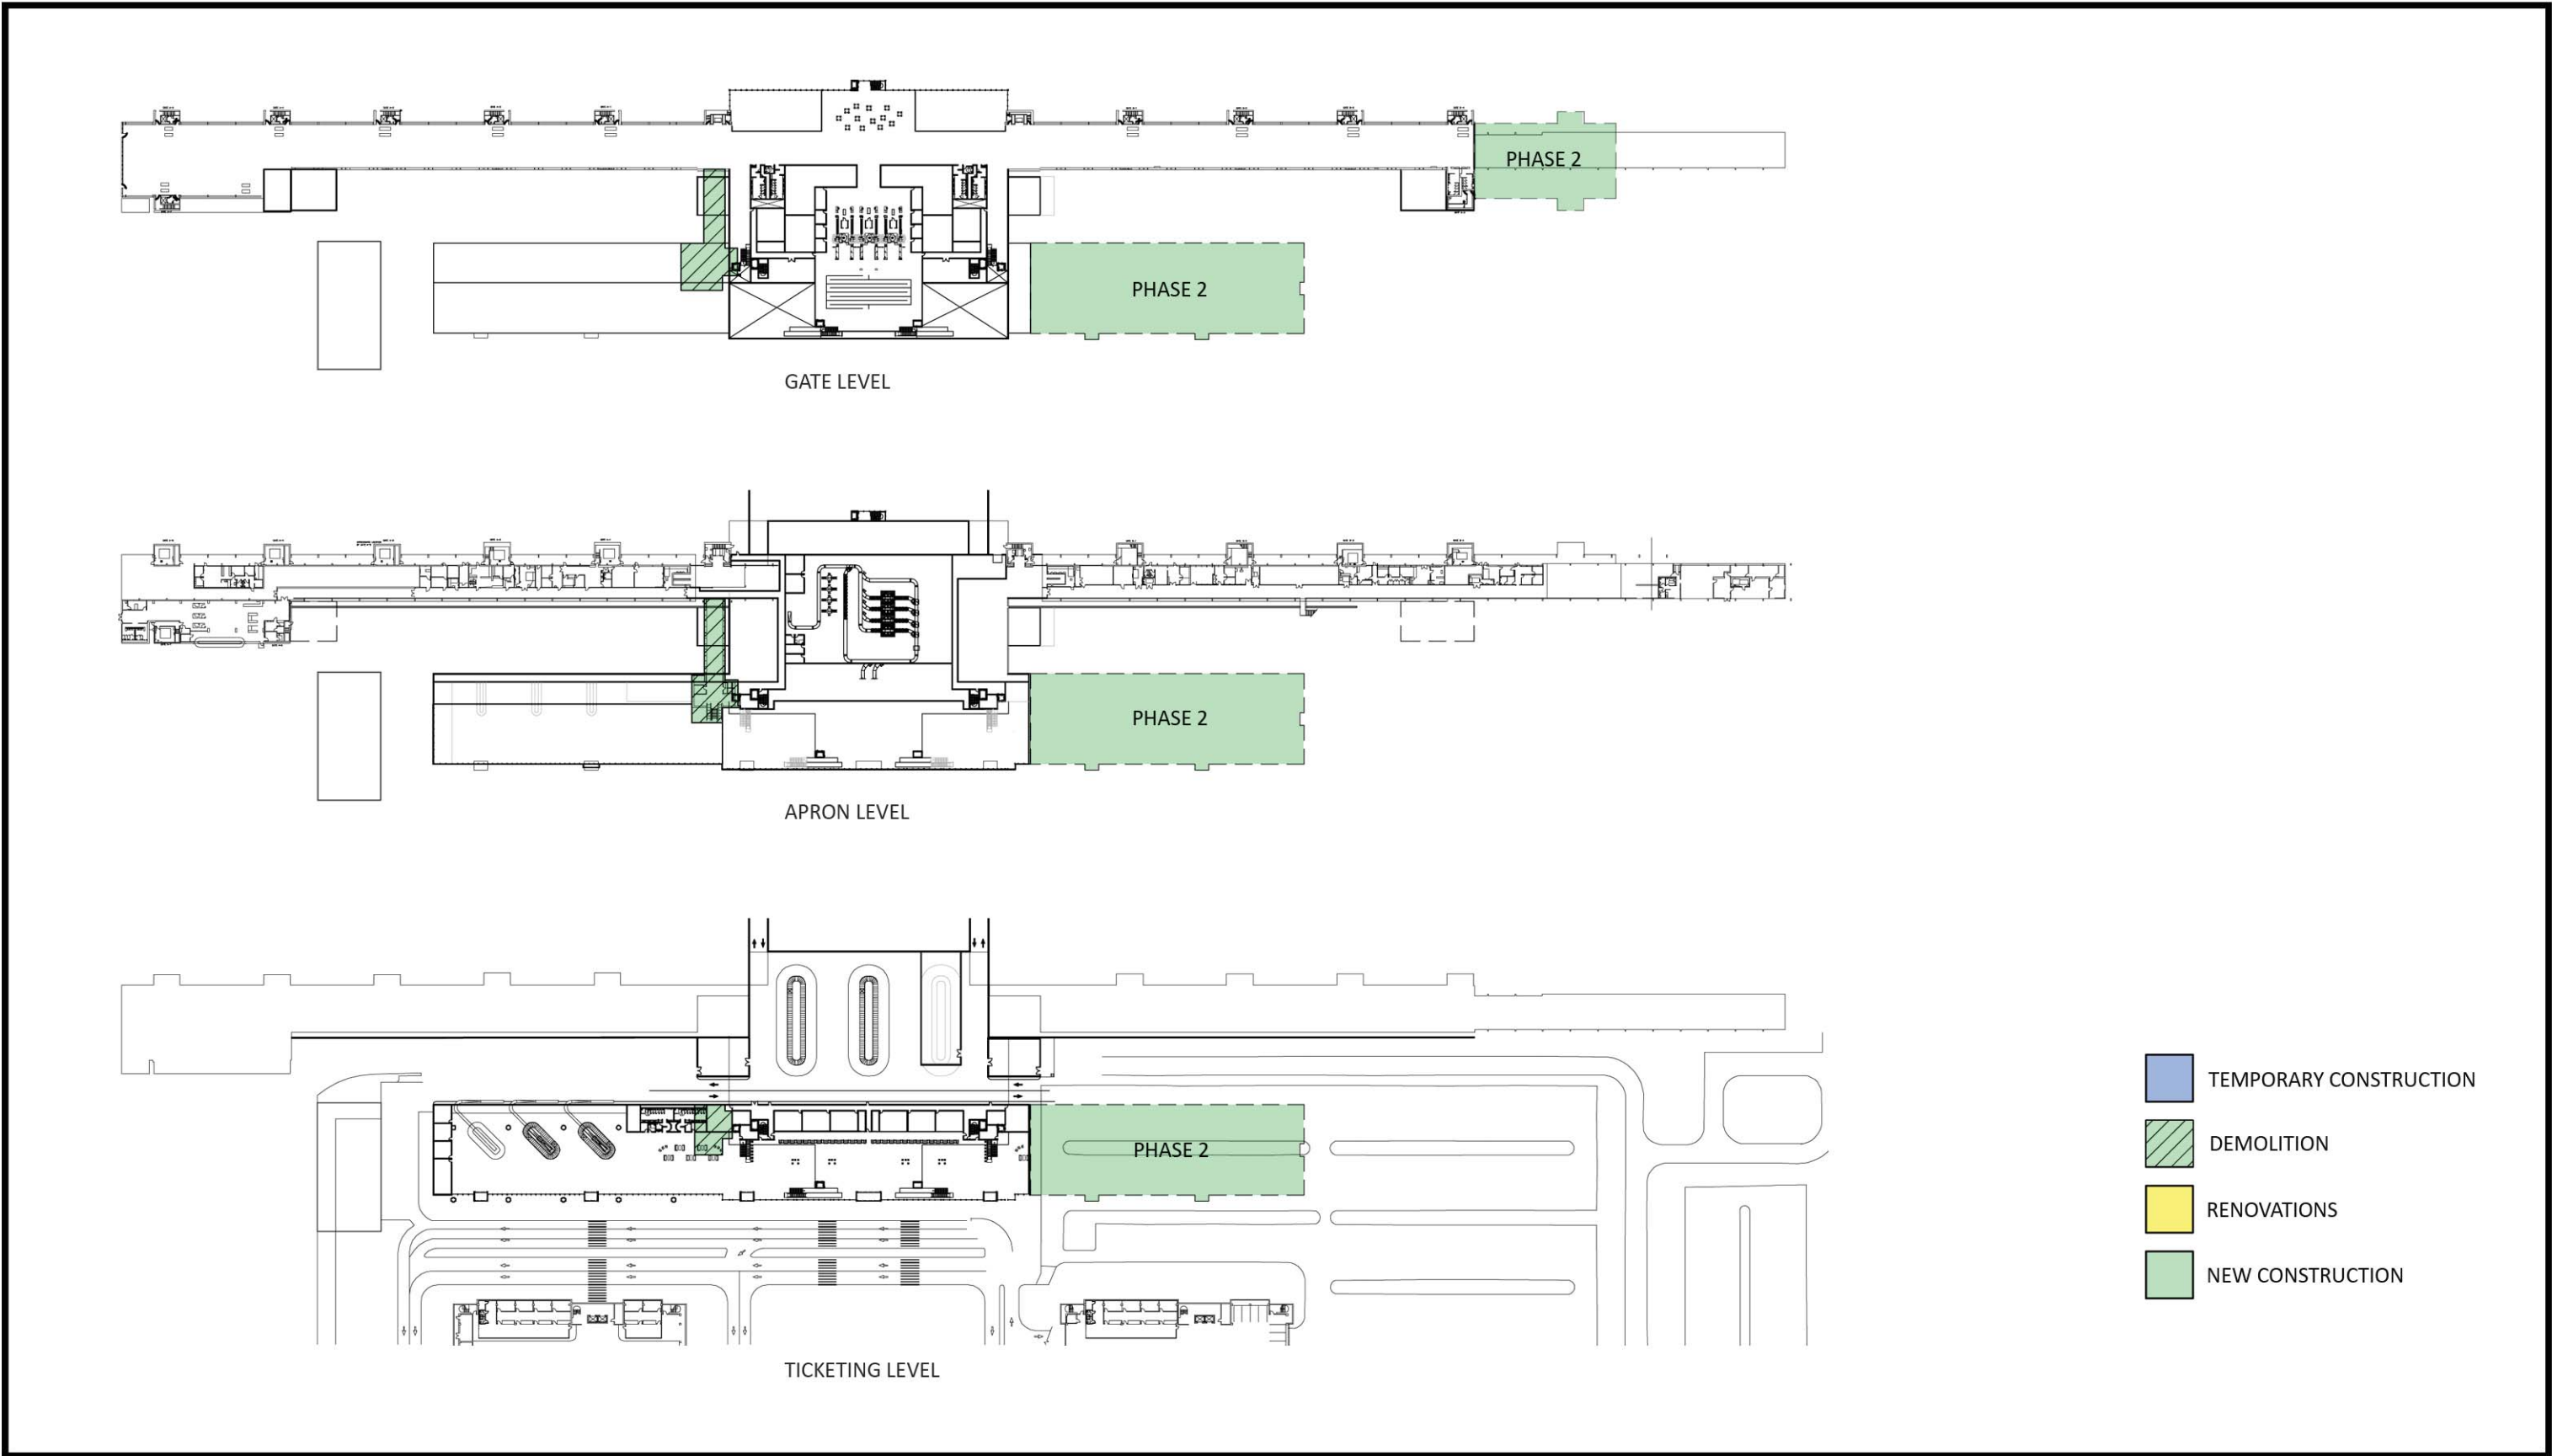 PHASE 2
PHASE 2
GATE LEVEL
PHASE 2
APRON LEVEL
PHASE 2
TICKETING LEVEL
TEMPORARY CONSTRUCTION
DEMOLITION
RENOVATIONS
NEW CONSTRUCTION